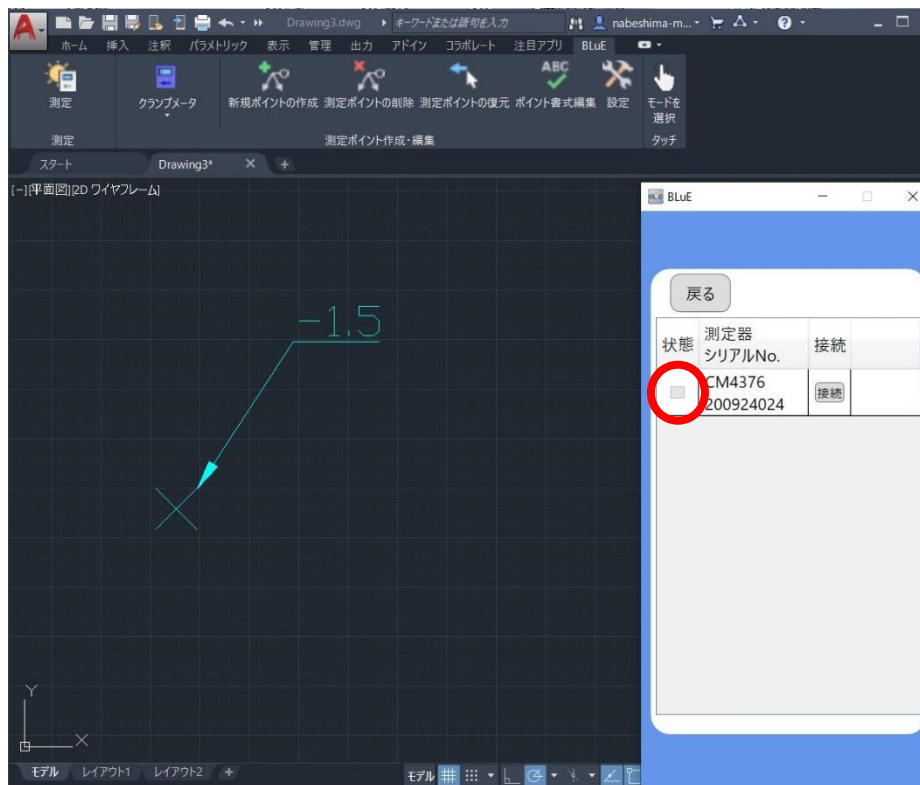 Drawing3.dwg
キーワードまたは語句を入力
nabeshima-m...
ホーム 挿入 注釈 パラメトリック 表示 管理 出力 アドイン コラボレート 注目アプリ BLuE
測定 クランプメータ 新規ポイントの作成 測定ポイントの削除 測定ポイントの復元 ABC ポイント書式編集 設定 モードを
選択
測定 測定ポイント作成・編集 タッチ
スタート Drawing3* × +
[−][平面図][2D ワイヤフレーム]
BLuE
戻る
状態 測定器
シリアルNo. 接続
CM4376
200924024 接続
-1.5
Y
X
モデル レイアウト1 レイアウト2 +
モデル